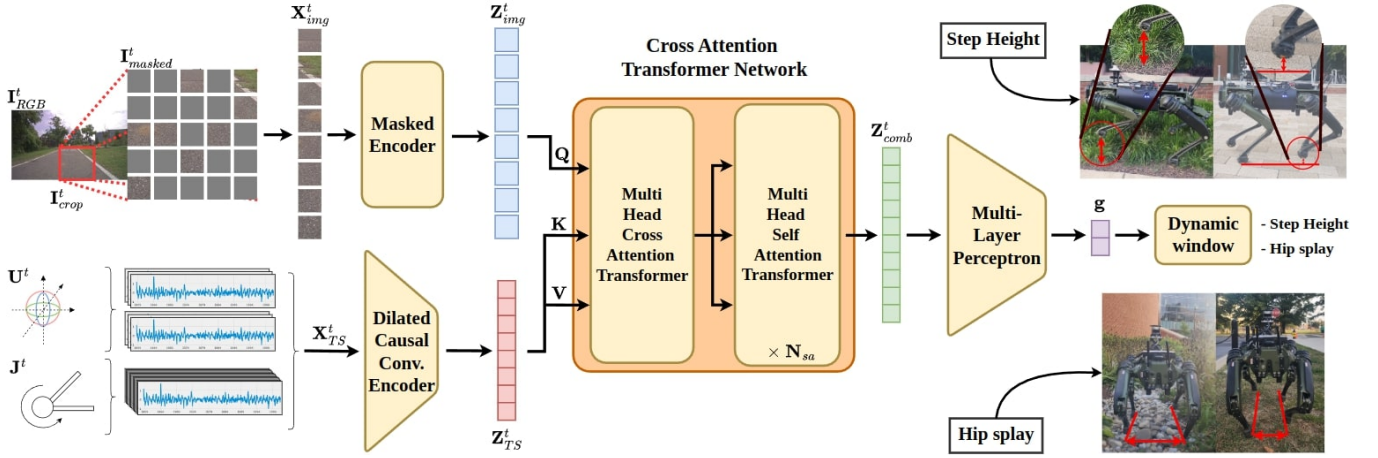 X^t_img
Z^t_img
I^t_masked
I^t_RGB
I^t_crop
Masked
Encoder
Cross Attention
Transformer Network
Q
K
V
Multi
Head
Cross
Attention
Transformer
Multi
Head
Self
Attention
Transformer
× N_sa
Z^t_comb
Multi-
Layer
Perceptron
g
Dynamic
window
- Step Height
- Hip splay
Step Height
U^t
J^t
X^t_TS
Dilated
Causal
Conv.
Encoder
Z^t_TS
Hip splay